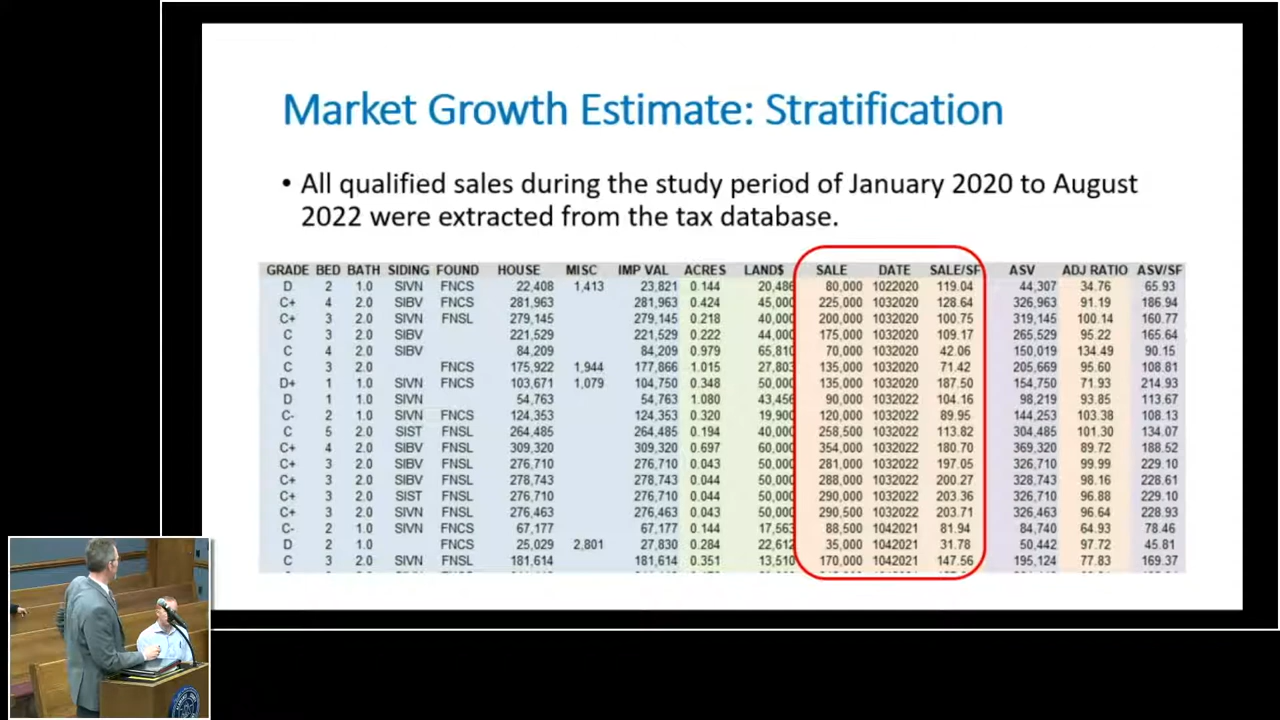 Market Growth Estimate: Stratification
• All qualified sales during the study period of January 2020 to August
2022 were extracted from the tax database.
GRADE BED BATH SIDING FOUND HOUSE MISC IMP VAL ACRES LAND$ SALE DATE SALE/SF ASV ADJ RATIO ASV/SF
D 2 1.0 SIVN FNCS 22,408 1,413 23,821 0.144 20,486 80,000 1022020 119.04 44,307 34.76 65.93
C+ 4 2.0 SIBV FNCS 281,963 281,963 0.424 45,000 225,000 1032020 128.64 326,963 91.19 186.94
C+ 3 2.0 SIVN FNSL 279,145 279,145 0.218 40,000 200,000 1032020 100.75 319,145 100.14 160.77
C 3 2.0 SIBV 221,529 221,529 0.222 44,000 175,000 1032020 109.17 265,529 95.22 165.64
C 4 2.0 SIBV 84,209 84,209 0.979 65,810 70,000 1032020 42.06 150,019 134.49 90.15
C 3 2.0 FNCS 175,922 1,944 177,866 1.015 27,803 135,000 1032020 71.42 205,669 95.60 108.81
D+ 1 1.0 SIVN FNCS 103,671 1,079 104,750 0.348 50,000 135,000 1032020 187.50 154,750 71.93 214.93
D 1 1.0 SIVN 54,763 54,763 1.080 43,456 90,000 1032022 104.16 98,219 93.85 113.67
C- 2 1.0 SIVN FNCS 124,353 124,353 0.320 19,900 120,000 1032022 89.95 144,253 103.38 108.13
C 5 2.0 SIST FNSL 264,485 264,485 0.194 40,000 258,500 1032022 113.82 304,485 101.30 134.07
C+ 4 2.0 SIBV FNSL 309,320 309,320 0.697 60,000 354,000 1032022 180.70 369,320 89.72 188.52
C+ 3 2.0 SIBV FNSL 276,710 276,710 0.043 50,000 281,000 1032022 197.05 326,710 99.99 229.10
C+ 3 2.0 SIBV FNSL 278,743 278,743 0.044 50,000 288,000 1032022 200.27 328,743 98.16 228.61
C+ 3 2.0 SIST FNSL 276,710 276,710 0.044 50,000 290,000 1032022 203.36 326,710 96.88 229.10
C+ 3 2.0 SIVN FNSL 276,463 276,463 0.043 50,000 290,500 1032022 203.71 326,463 96.64 228.93
C- 2 1.0 SIVN FNCS 67,177 67,177 0.144 17,563 88,500 1042021 81.94 84,740 64.93 78.46
D 2 1.0 FNCS 25,029 2,801 27,830 0.284 22,612 35,000 1042021 31.78 50,442 97.72 45.81
C 3 2.0 SIVN FNSL 181,614 181,614 0.351 13,510 170,000 1042021 147.56 195,124 77.83 169.37